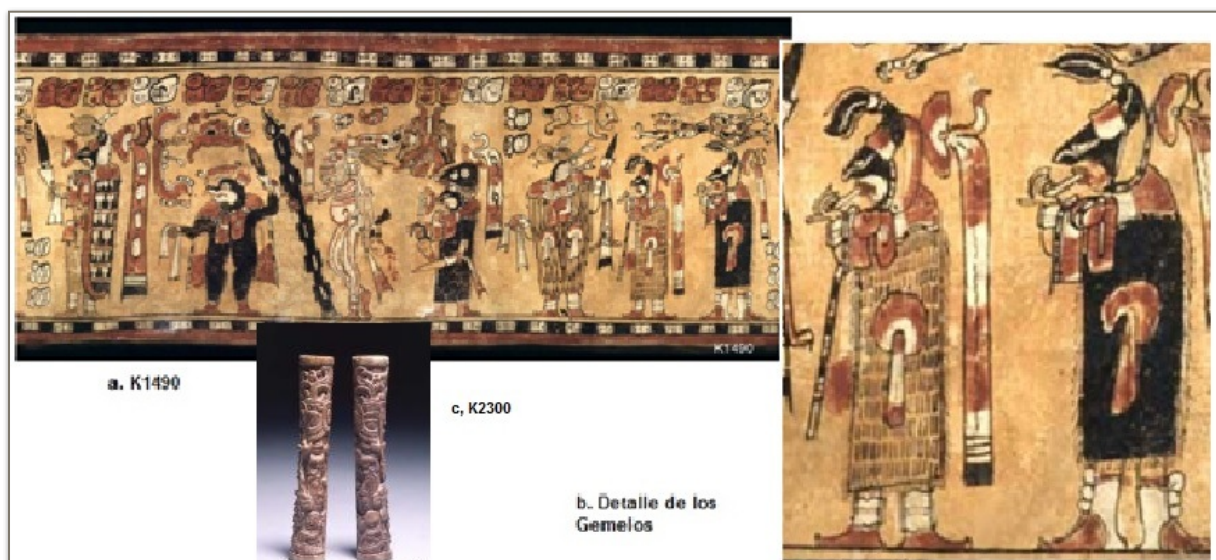 K1490
a. K1490
c, K2300
b. Detalle de los
Gemelos